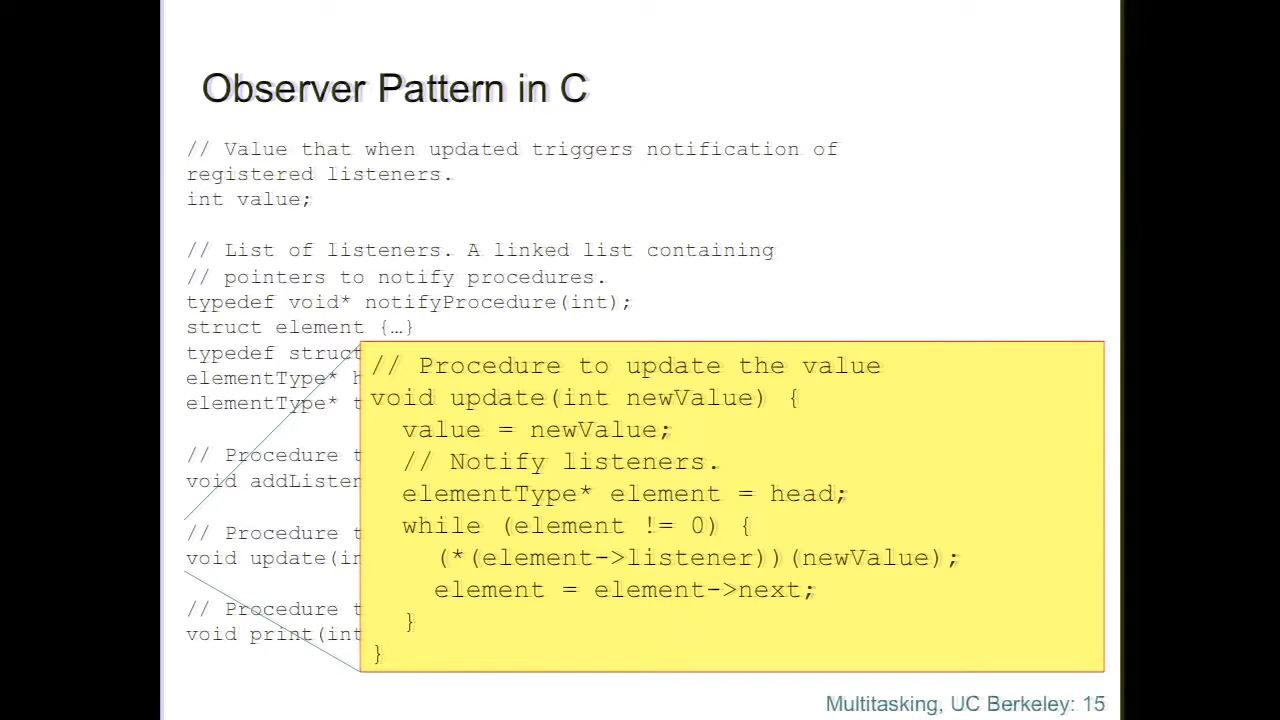 Observer Pattern in C
// Value that when updated triggers notification of
registered listeners.
int value;
// List of listeners. A linked list containing
// pointers to notify procedures.
typedef void* notifyProcedure(int);
struct element {…}
typedef struct
elementType* h
elementType* t
// Procedure t
void addListen
// Procedure t
void update(in
// Procedure t
void print(int
// Procedure to update the value
void update(int newValue) {
value = newValue;
// Notify listeners.
elementType* element = head;
while (element != 0) {
(*(element->listener))(newValue);
element = element->next;
}
}
Multitasking, UC Berkeley: 15